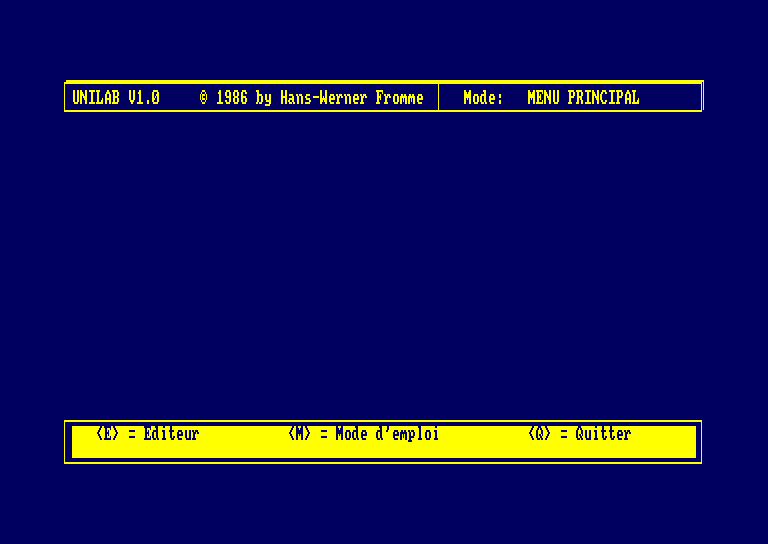 UNILAB V1.0 © 1986 by Hans-Werner Fromme Mode: MENU PRINCIPAL
<E> = Editeur <M> = Mode d'emploi <Q> = Quitter